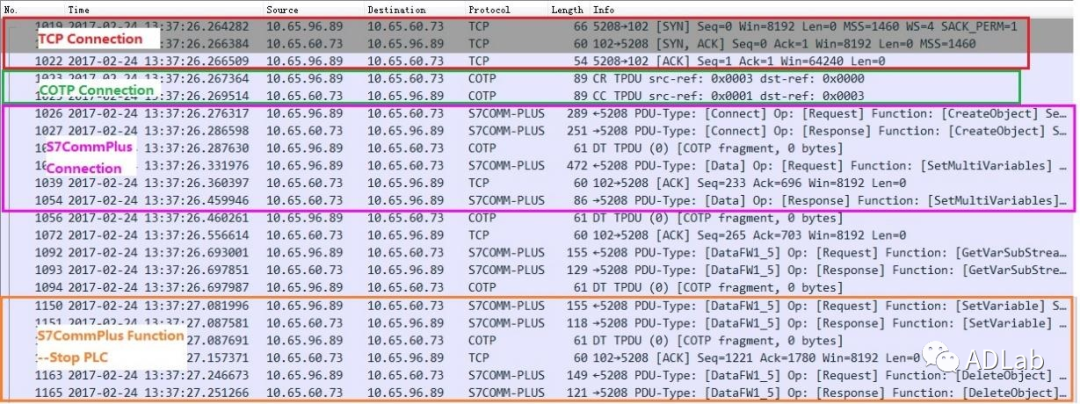 No. Time Source Destination Protocol Length Info
1019 2017-02-24 13:37:26.264282 10.65.96.89 10.65.60.73 TCP 66 5208→102 [SYN] Seq=0 Win=8192 Len=0 MSS=1460 WS=4 SACK_PERM=1
TCP Connection
2017-02-24 13:37:26.266384 10.65.60.73 10.65.96.89 TCP 60 102→5208 [SYN, ACK] Seq=0 Ack=1 Win=8192 Len=0 MSS=1460
1022 2017-02-24 13:37:26.266509 10.65.96.89 10.65.60.73 TCP 54 5208→102 [ACK] Seq=1 Ack=1 Win=64240 Len=0
1023 2017-02-24 13:37:26.267364 10.65.96.89 10.65.60.73 COTP 89 CR TPDU src-ref: 0x0003 dst-ref: 0x0000
COTP Connection
1025 2017-02-24 13:37:26.269514 10.65.60.73 10.65.96.89 COTP 89 CC TPDU src-ref: 0x0001 dst-ref: 0x0003
1026 2017-02-24 13:37:26.276317 10.65.96.89 10.65.60.73 S7COMM-PLUS 289 ←5208 PDU-Type: [Connect] Op: [Request] Function: [CreateObject] Se…
1027 2017-02-24 13:37:26.286598 10.65.60.73 10.65.96.89 S7COMM-PLUS 251 →5208 PDU-Type: [Connect] Op: [Response] Function: [CreateObject] S…
S7CommPlus
Connection
13:37:26.287630 10.65.96.89 10.65.60.73 COTP 61 DT TPDU (0) [COTP fragment, 0 bytes]
13:37:26.331976 10.65.96.89 10.65.60.73 S7COMM-PLUS 472 ←5208 PDU-Type: [Data] Op: [Request] Function: [SetMultiVariables] …
1039 2017-02-24 13:37:26.360397 10.65.60.73 10.65.96.89 TCP 60 102→5208 [ACK] Seq=233 Ack=696 Win=8192 Len=0
1054 2017-02-24 13:37:26.459946 10.65.60.73 10.65.96.89 S7COMM-PLUS 86 →5208 PDU-Type: [Data] Op: [Response] Function: [SetMultiVariables]…
1056 2017-02-24 13:37:26.460261 10.65.96.89 10.65.60.73 COTP 61 DT TPDU (0) [COTP fragment, 0 bytes]
1072 2017-02-24 13:37:26.556614 10.65.60.73 10.65.96.89 TCP 60 102→5208 [ACK] Seq=265 Ack=703 Win=8192 Len=0
1092 2017-02-24 13:37:26.693001 10.65.96.89 10.65.60.73 S7COMM-PLUS 155 ←5208 PDU-Type: [DataFW1_5] Op: [Request] Function: [GetVarSubStrea…
1093 2017-02-24 13:37:26.697851 10.65.60.73 10.65.96.89 S7COMM-PLUS 129 →5208 PDU-Type: [DataFW1_5] Op: [Response] Function: [GetVarSubStre…
1094 2017-02-24 13:37:26.697987 10.65.96.89 10.65.60.73 COTP 61 DT TPDU (0) [COTP fragment, 0 bytes]
1150 2017-02-24 13:37:27.081996 10.65.96.89 10.65.60.73 S7COMM-PLUS 155 ←5208 PDU-Type: [DataFW1_5] Op: [Request] Function: [SetVariable] S…
1151 2017-02-24 13:37:27.087581 10.65.60.73 10.65.96.89 S7COMM-PLUS 118 →5208 PDU-Type: [DataFW1_5] Op: [Response] Function: [SetVariable] …
S7CommPlus Function
--Stop PLC
27.087691 10.65.96.89 10.65.60.73 COTP 61 DT TPDU (0) [COTP fragment, 0 bytes]
27.157371 10.65.60.73 10.65.96.89 TCP 60 102→5208 [ACK] Seq=1221 Ack=1780 Win=8192 Len=0
1163 2017-02-24 13:37:27.246673 10.65.96.89 10.65.60.73 S7COMM-PLUS 149 ←5208 PDU-Type: [DataFW1_5] Op: [Request] Function: [DeleteObject] …
1165 2017-02-24 13:37:27.251266 10.65.60.73 10.65.96.89 S7COMM-PLUS 121 →5208 PDU-Type: [DataFW1_5] Op: [Response] Function: [DeleteObject]…
ADLab